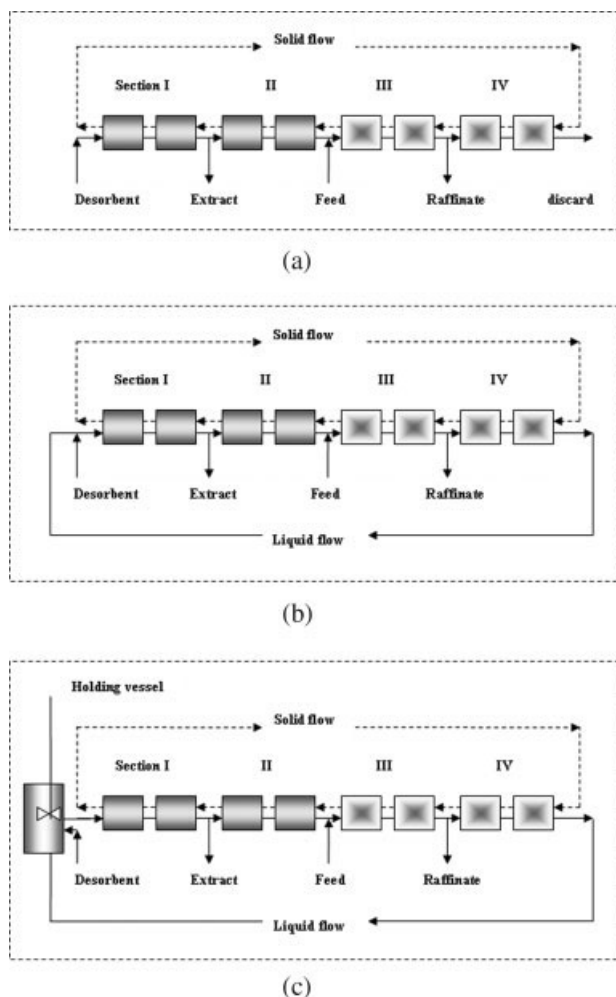 Solid flow
Section I II III IV
Desorbent Extract Feed Raffinate discard
(a)
Solid flow
Section I II III IV
Desorbent Extract Feed Raffinate
Liquid flow
(b)
Holding vessel
Solid flow
Section I II III IV
Desorbent Extract Feed Raffinate
Liquid flow
(c)